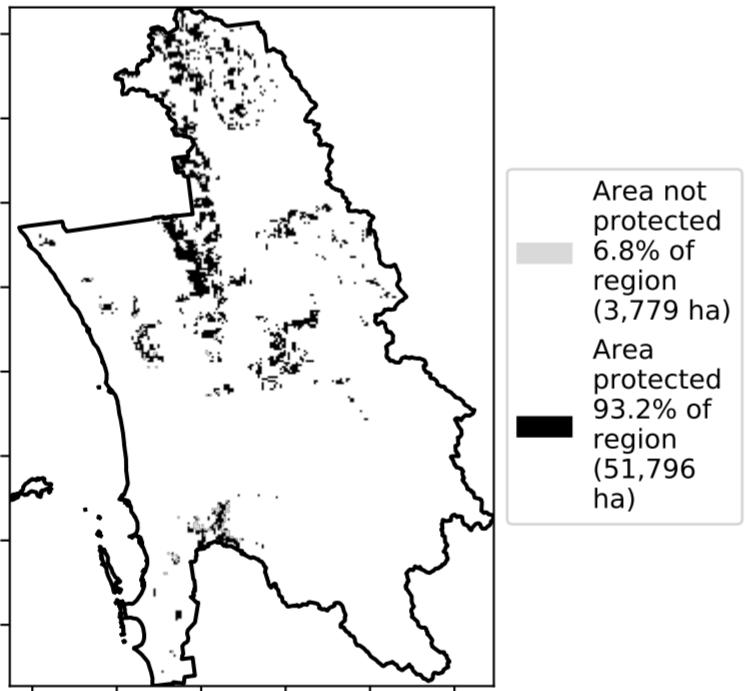 Area not
protected
6.8% of
region
(3,779 ha)
Area
protected
93.2% of
region
(51,796
ha)